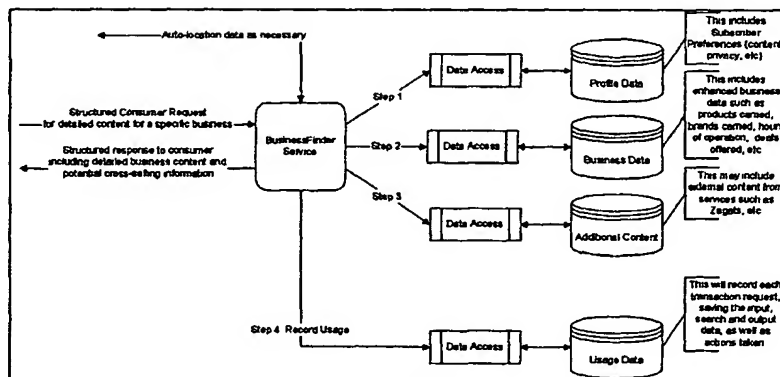 Auto-location data as necessary
Structured Consumer Request
for detailed content for a specific business
Structured response to consumer
including detailed business content and
potential cross-selling information
BusinessFinder
Service
Step 1
Step 2
Step 3
Step 4 Record Usage
Data Access
Profile Data
This includes
Subscriber
Preferences (content
privacy, etc)
Data Access
Business Data
This includes
enhanced business
data such as
products carried,
brands carried, hours
of operation, deals
offered, etc
Data Access
Additional Content
This may include
external content from
services such as
Zagats, etc
Data Access
Usage Data
This will record each
transaction request,
saving the input,
search and output
data, as well as
actions taken